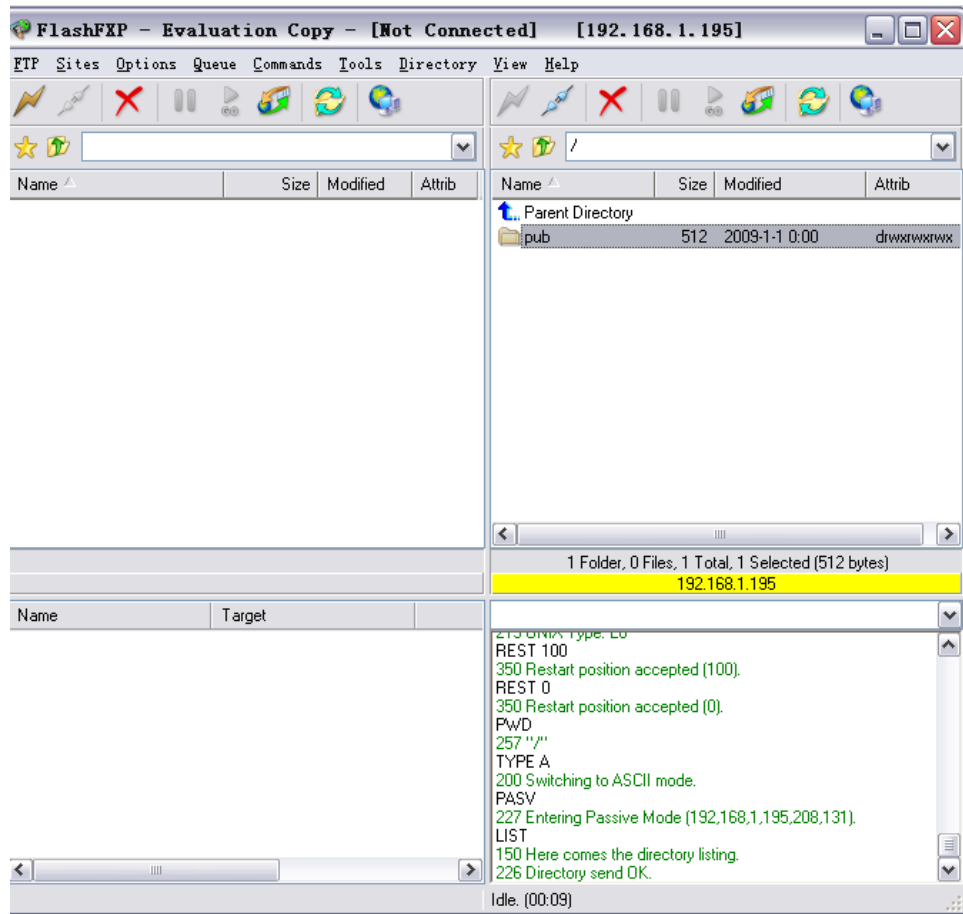 FlashFXP - Evaluation Copy - [Not Connected] [192.168.1.195]
FTP Sites Options Queue Commands Tools Directory View Help
/
Name Size Modified Attrib
Name Size Modified Attrib
Parent Directory
pub 512 2009-1-1 0:00 drwxrwxrwx
1 Folder, 0 Files, 1 Total, 1 Selected (512 bytes)
192.168.1.195
Name Target
215 UNIX Type: L8
REST 100
350 Restart position accepted (100).
REST 0
350 Restart position accepted (0).
PWD
257 "/"
TYPE A
200 Switching to ASCII mode.
PASV
227 Entering Passive Mode (192,168,1,195,208,131).
LIST
150 Here comes the directory listing.
226 Directory send OK.
Idle. (00:09)